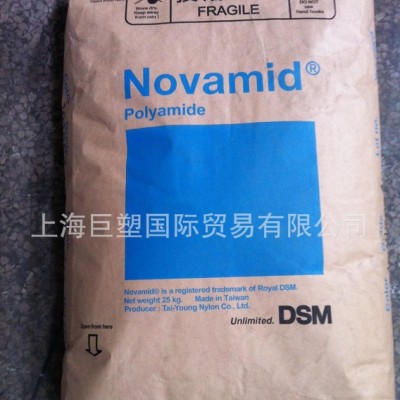 FRAGILE
Novamid®
Polyamide
上海巨塑国际贸易有限公司
Novamid® is a registered trademark of Royal DSM.
Net weight 25 kg. Made in Taiwan
Producer : Tai-Young Nylon Co., Ltd.
Open from here
Unlimited. DSM